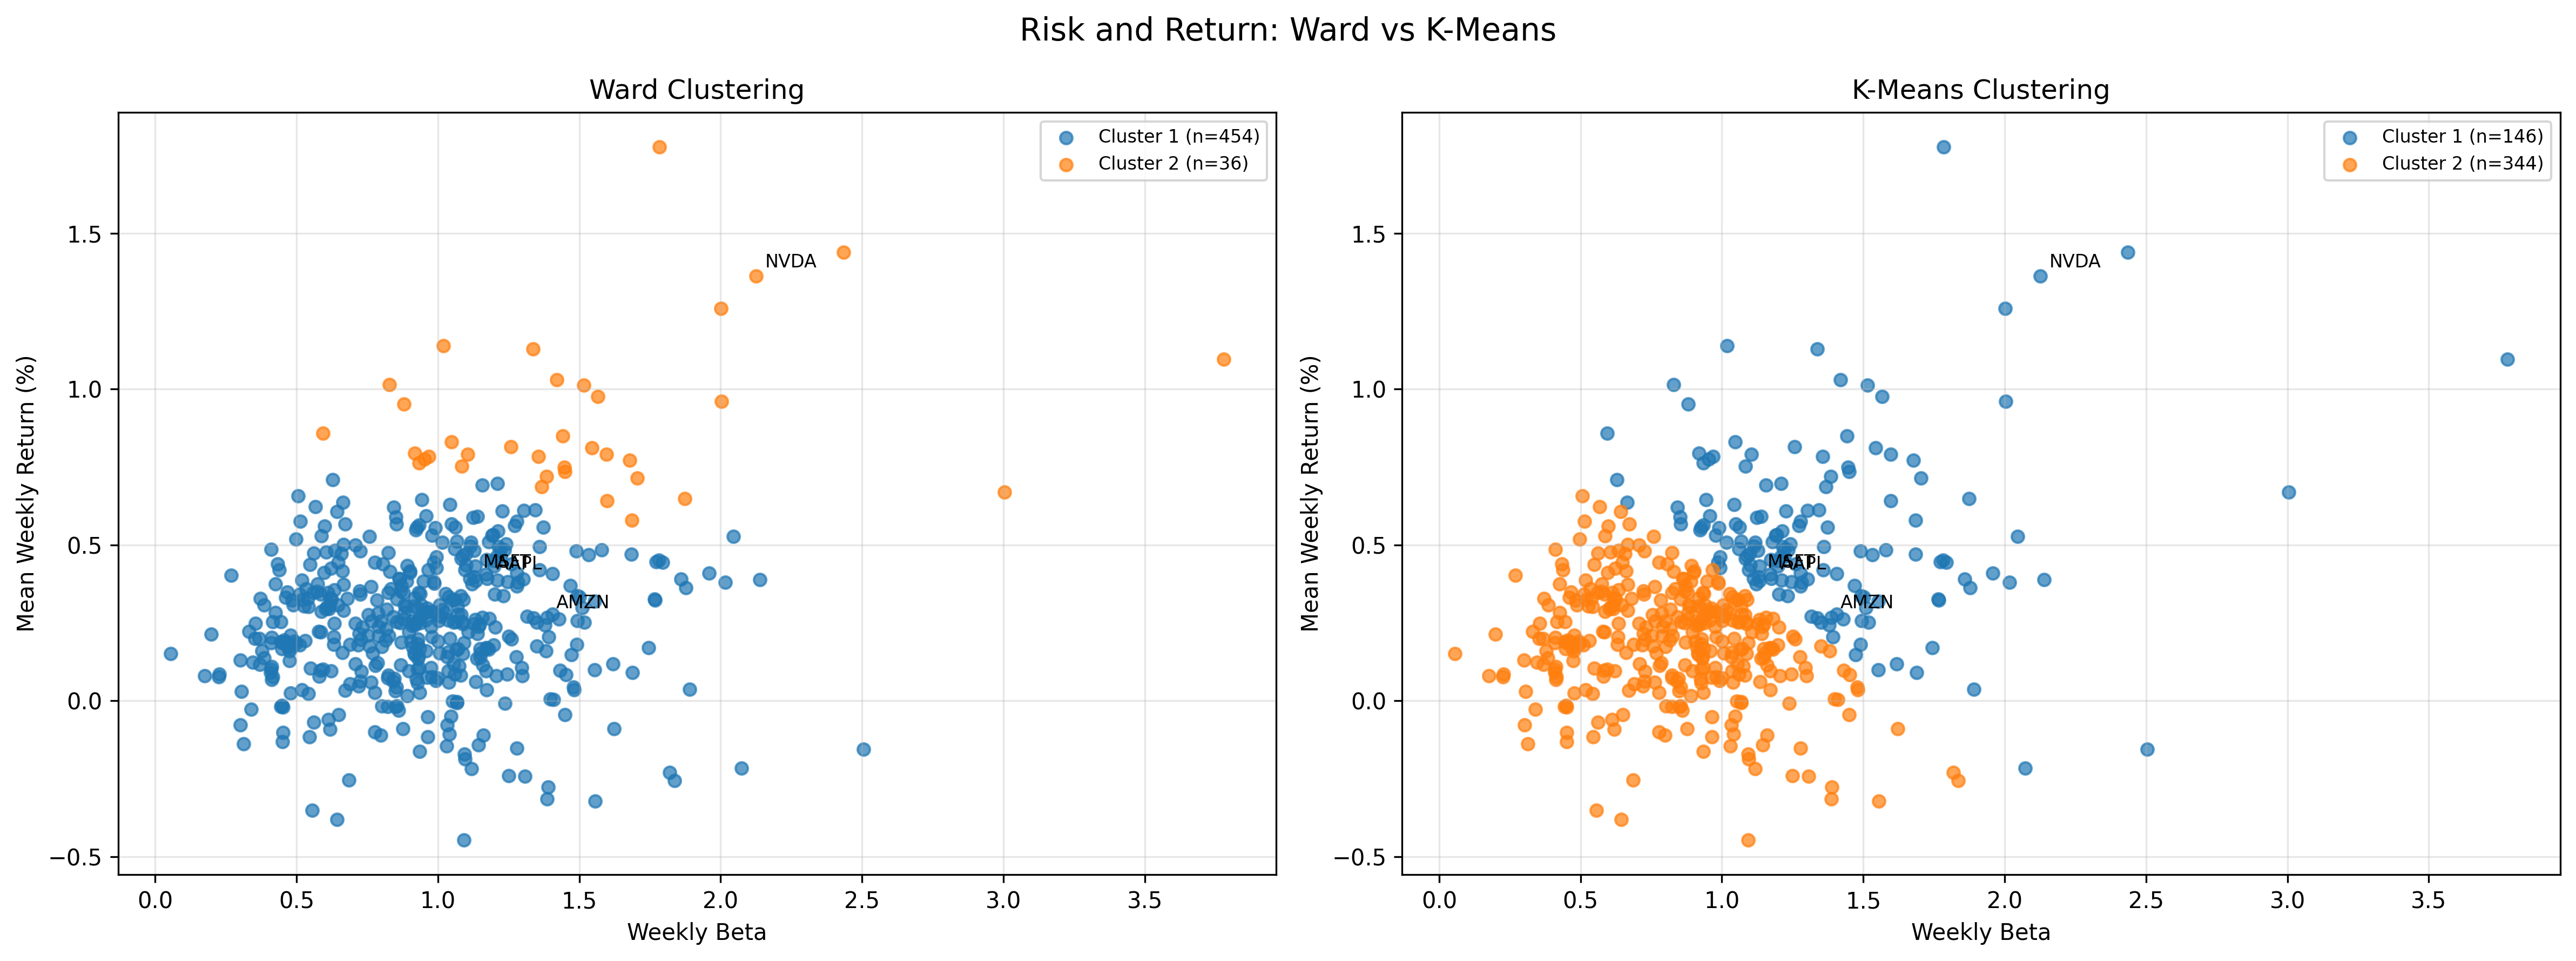 Risk and Return: Ward vs K-Means
Ward Clustering
Cluster 1 (n=454)
Cluster 2 (n=36)
NVDA
MSFT
AAPL
AMZN
Mean Weekly Return (%)
1.5
1.0
0.5
0.0
−0.5
0.0 0.5 1.0 1.5 2.0 2.5 3.0 3.5
Weekly Beta
K-Means Clustering
Cluster 1 (n=146)
Cluster 2 (n=344)
NVDA
MSFT
AAPL
AMZN
Mean Weekly Return (%)
1.5
1.0
0.5
0.0
−0.5
0.0 0.5 1.0 1.5 2.0 2.5 3.0 3.5
Weekly Beta